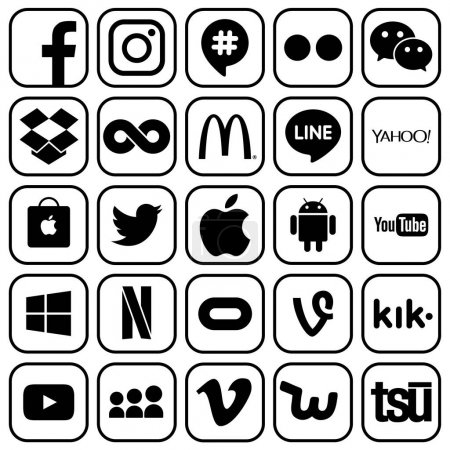 f
#
M®
LINE
YAHOO!
YouTube
N
kik•
w
tsū